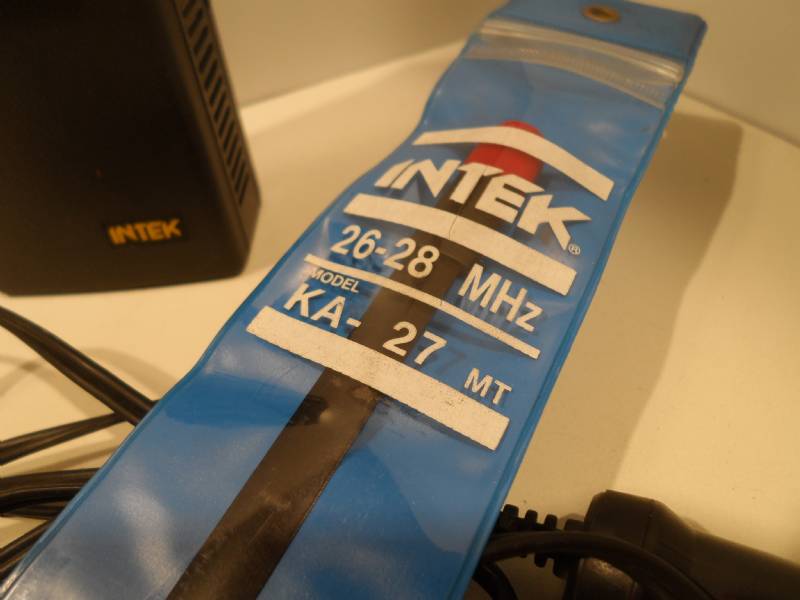 INTEK
INTEK®
26-28 MHz
MODEL
KA-27 MT